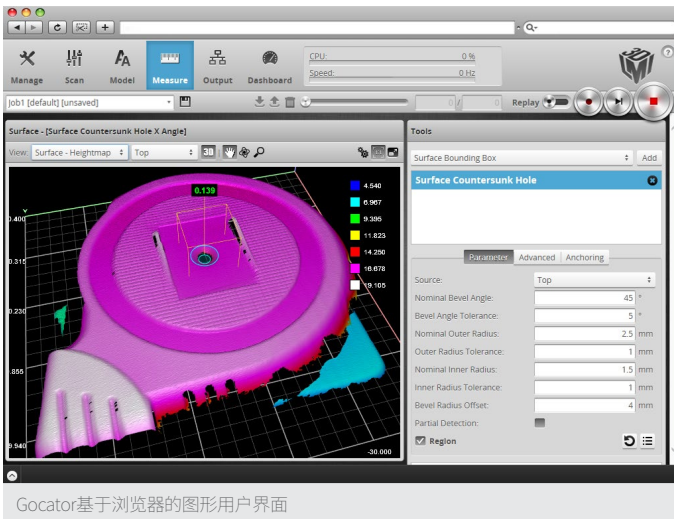 Manage
Scan
Model
Measure
Output
Dashboard
CPU: 0 %
Speed: 0 Hz
Job1 [default] [unsaved]
0 / 0
Replay
Surface - [Surface Countersunk Hole X Angle]
View: Surface - Heightmap Top 3D
0.139
Y
4.540
6.967
9.395
11.823
14.250
16.678
19.105
0.400
0.315
0.230
-30.000
Tools
Surface Bounding Box Add
Surface Countersunk Hole
Parameter Advanced Anchoring
Source: Top
Nominal Bevel Angle: 45 °
Bevel Angle Tolerance: 5 °
Nominal Outer Radius: 2.5 mm
Outer Radius Tolerance: 1 mm
Nominal Inner Radius: 1.5 mm
Inner Radius Tolerance: 1 mm
Bevel Radius Offset: 4 mm
Partial Detection:
Region
Gocator基于浏览器的图形用户界面